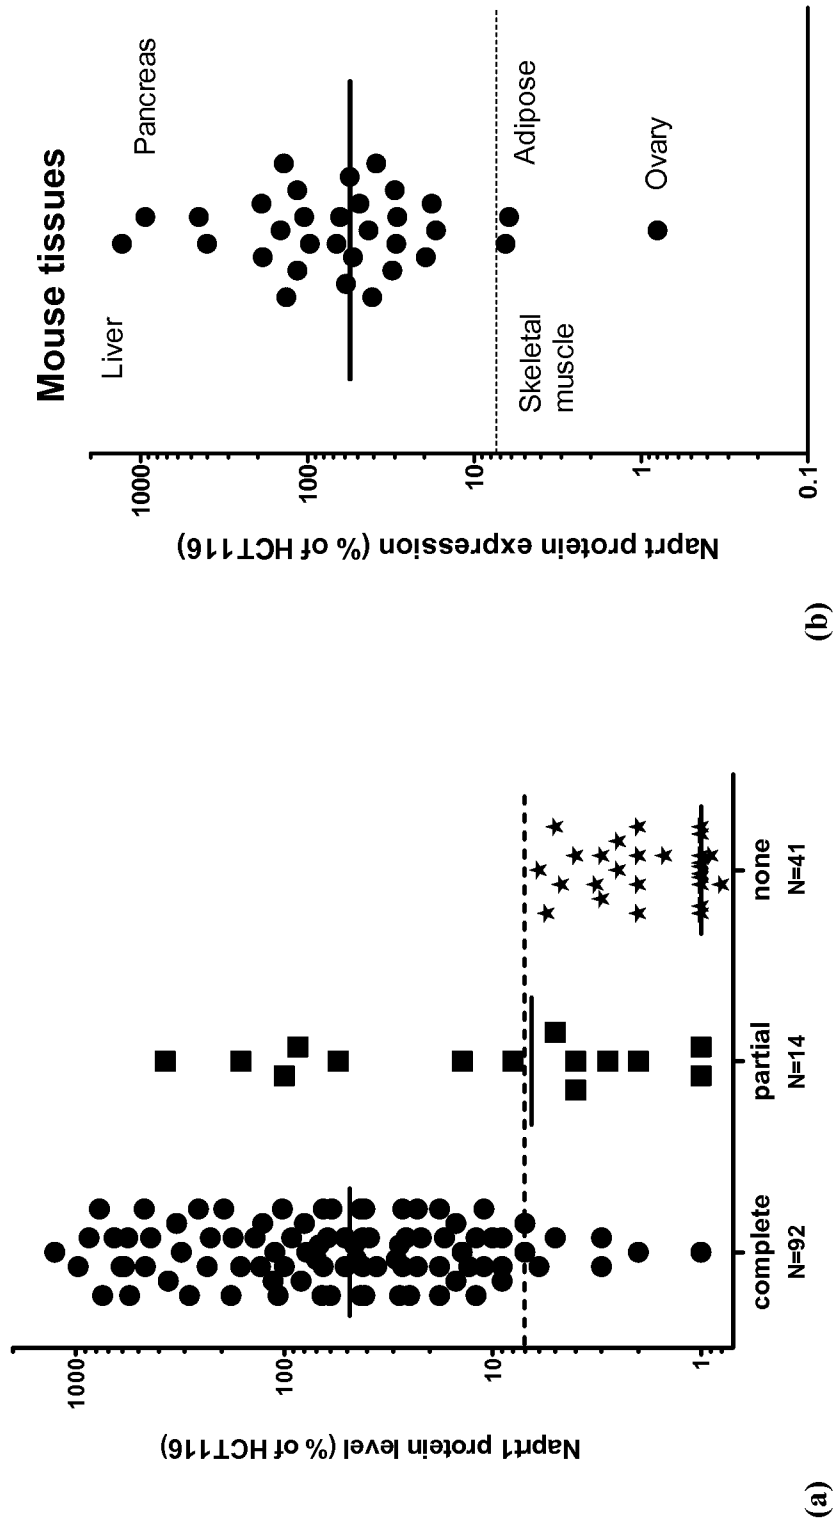 (a)
Naprt1 protein level (% of HCT116)
1000
100
10
1
complete
N=92
partial
N=14
none
N=41
(b)
Mouse tissues
Naprt protein expression (% of HCT116)
1000
100
10
1
0.1
Liver
Pancreas
Skeletal
muscle
Adipose
Ovary